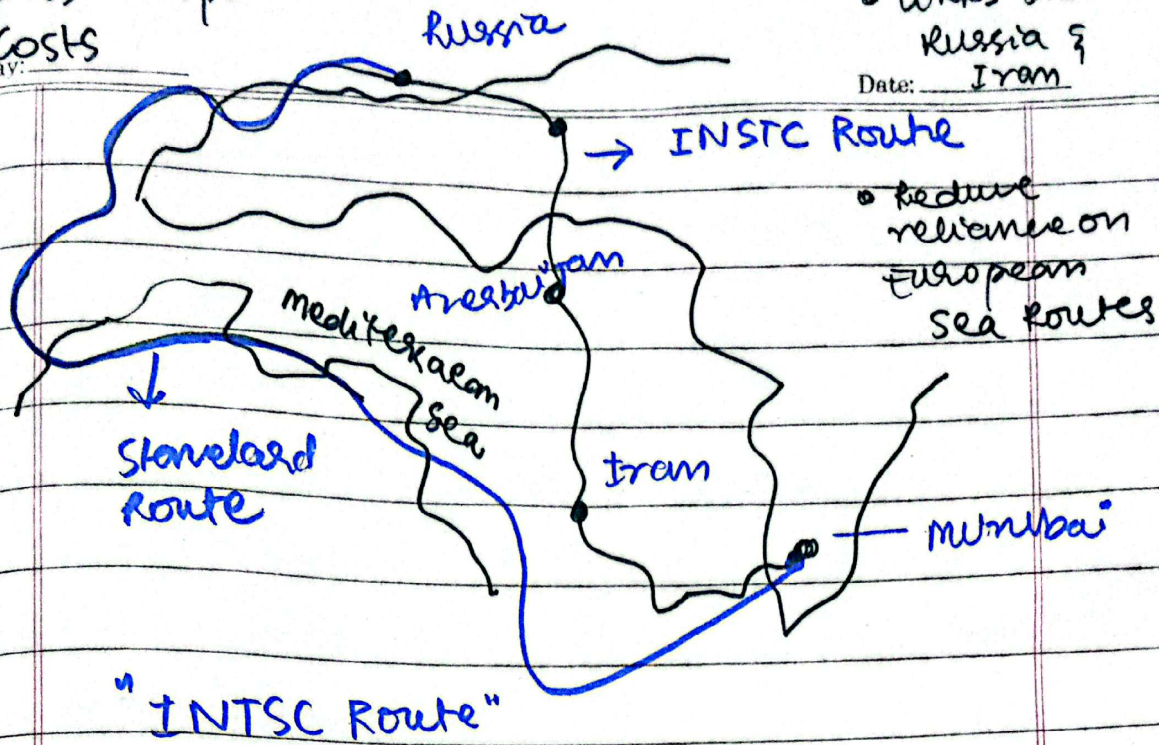 Costs
Russia
Russia &
Iran
Date:
→ INSTC Route
• Reduce
reliance on
European
Sea Routes
Azerbaijan
Mediterranean
Sea
Standard
Route
Iran
Mumbai
"INTSC Route"